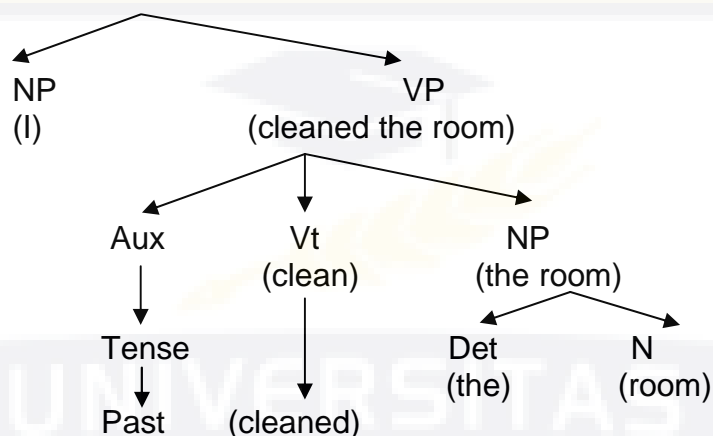 NP VP
(I) (cleaned the room)
Aux Vt NP
(clean) (the room)
Tense Det N
(the) (room)
Past (cleaned)
UNIVERSITAS